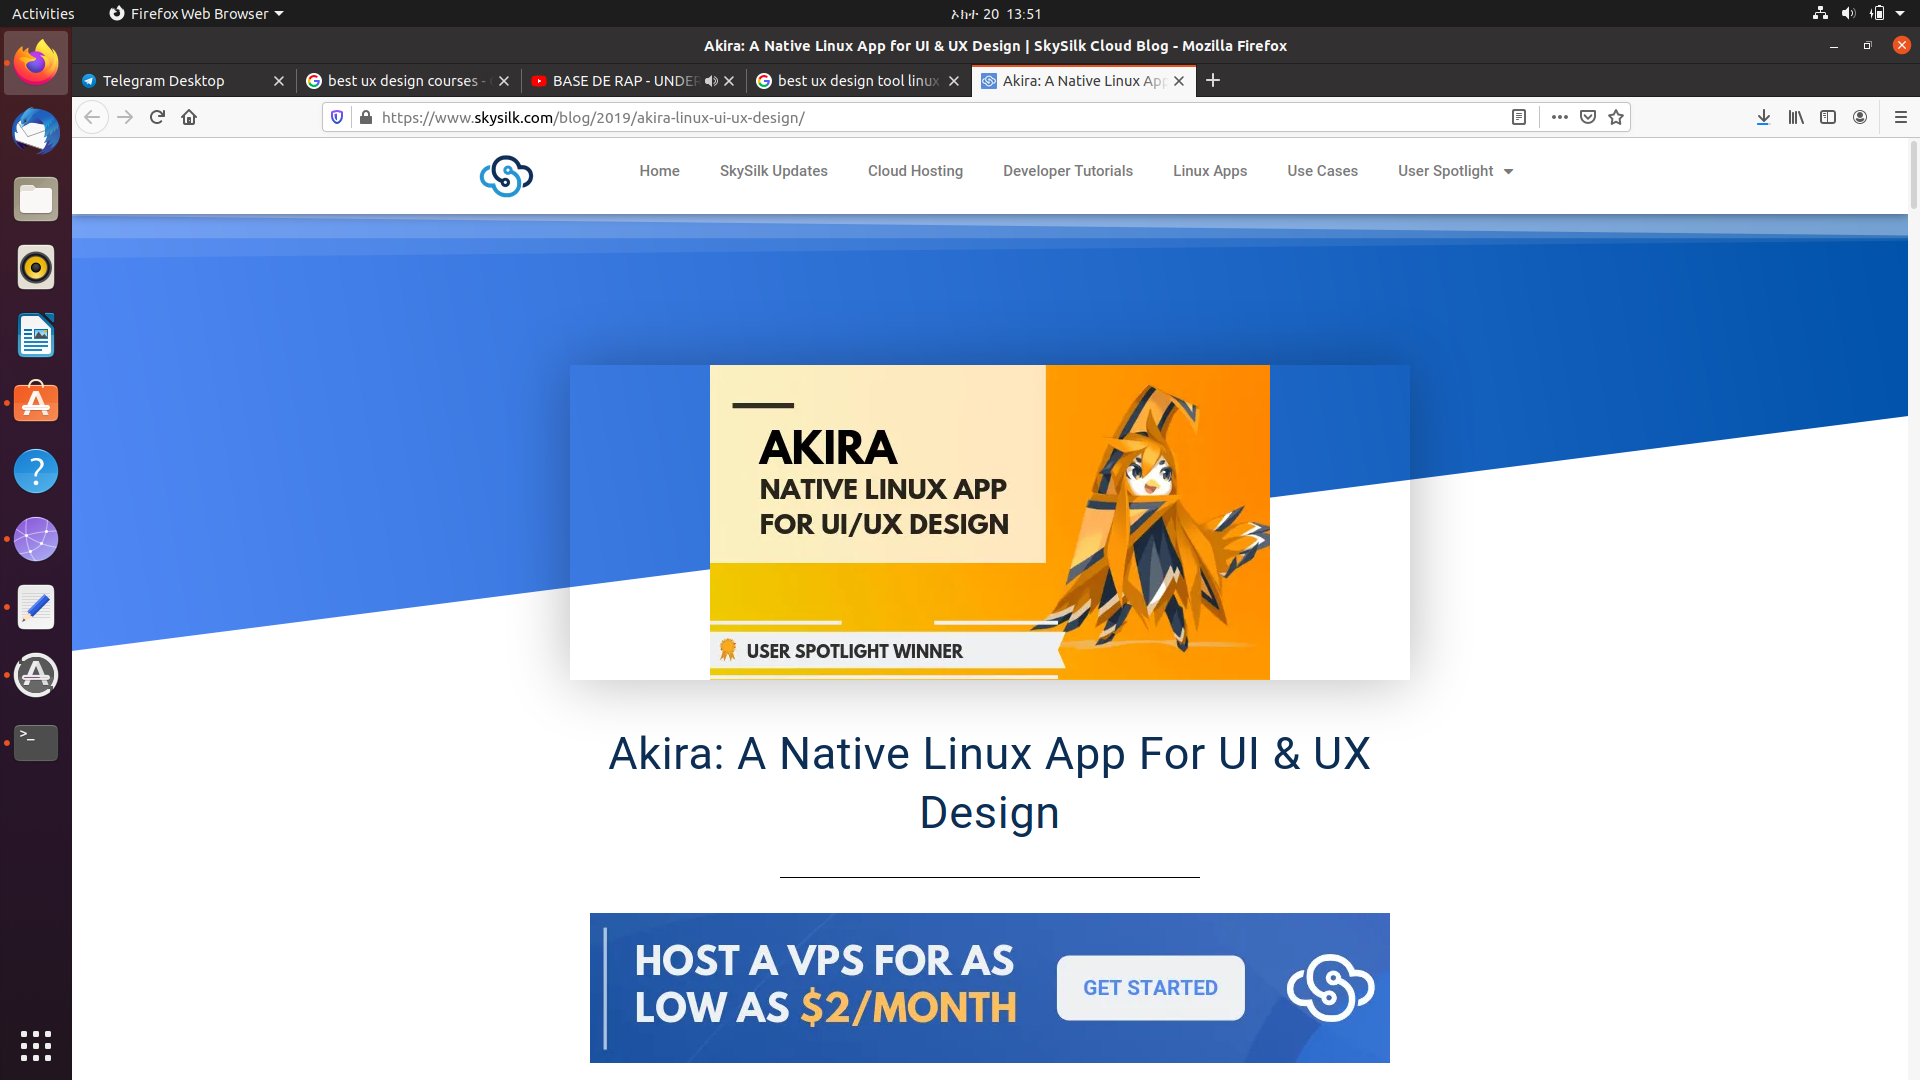 Activities
Firefox Web Browser
ኦክተ 20 13:51
Akira: A Native Linux App for UI & UX Design | SkySilk Cloud Blog - Mozilla Firefox
Telegram Desktop
best ux design courses -
BASE DE RAP - UNDER
best ux design tool linux
Akira: A Native Linux App
https://www.skysilk.com/blog/2019/akira-linux-ui-ux-design/
Home
SkySilk Updates
Cloud Hosting
Developer Tutorials
Linux Apps
Use Cases
User Spotlight
AKIRA
NATIVE LINUX APP
FOR UI/UX DESIGN
USER SPOTLIGHT WINNER
Akira: A Native Linux App For UI & UX
Design
HOST A VPS FOR AS
LOW AS $2/MONTH
GET STARTED